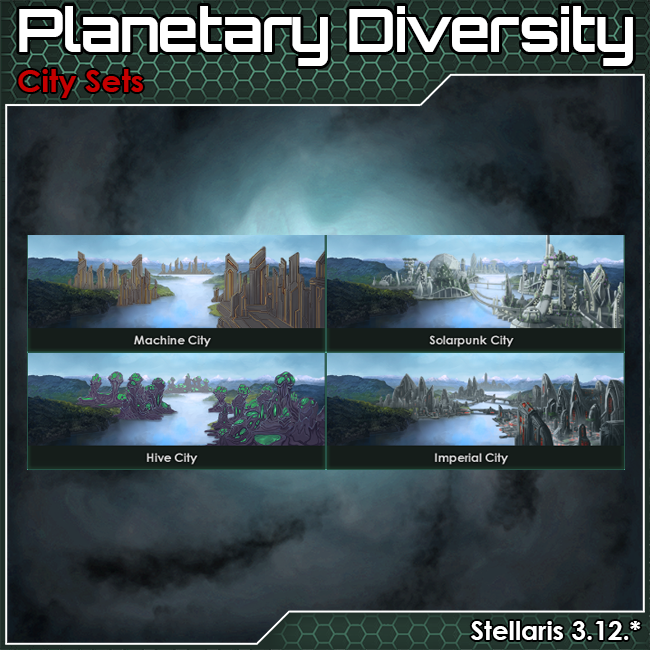 Planetary Diversity
City Sets
Machine City
Solarpunk City
Hive City
Imperial City
Stellaris 3.12.*